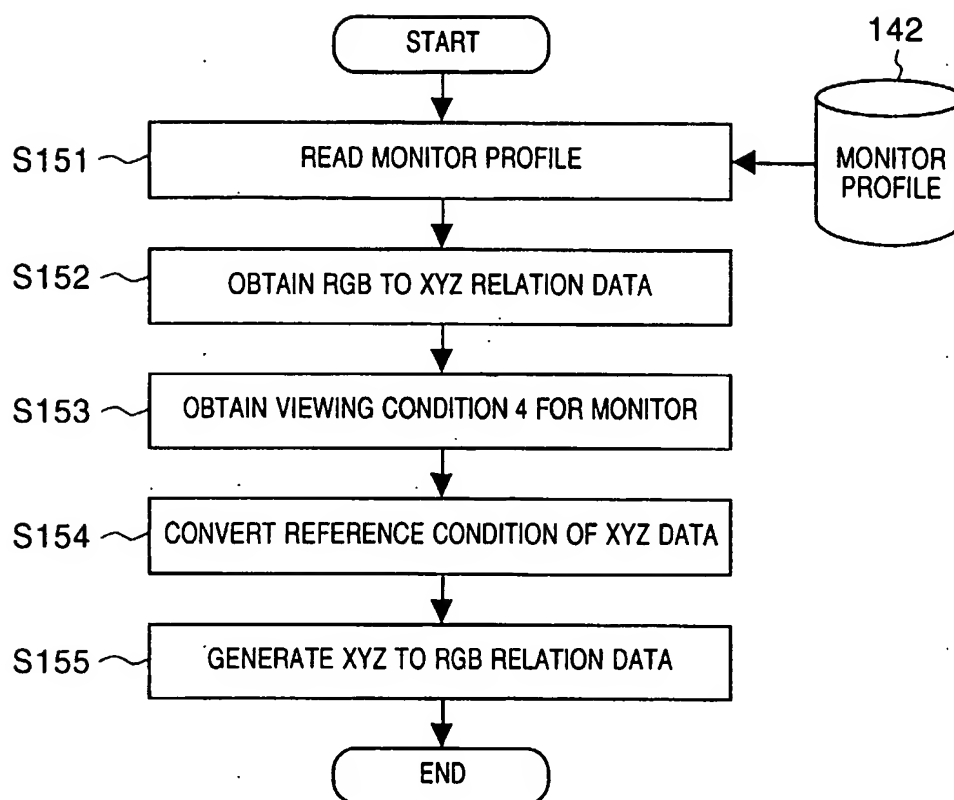 START
142
S151
READ MONITOR PROFILE
MONITOR
PROFILE
S152
OBTAIN RGB TO XYZ RELATION DATA
S153
OBTAIN VIEWING CONDITION 4 FOR MONITOR
S154
CONVERT REFERENCE CONDITION OF XYZ DATA
S155
GENERATE XYZ TO RGB RELATION DATA
END